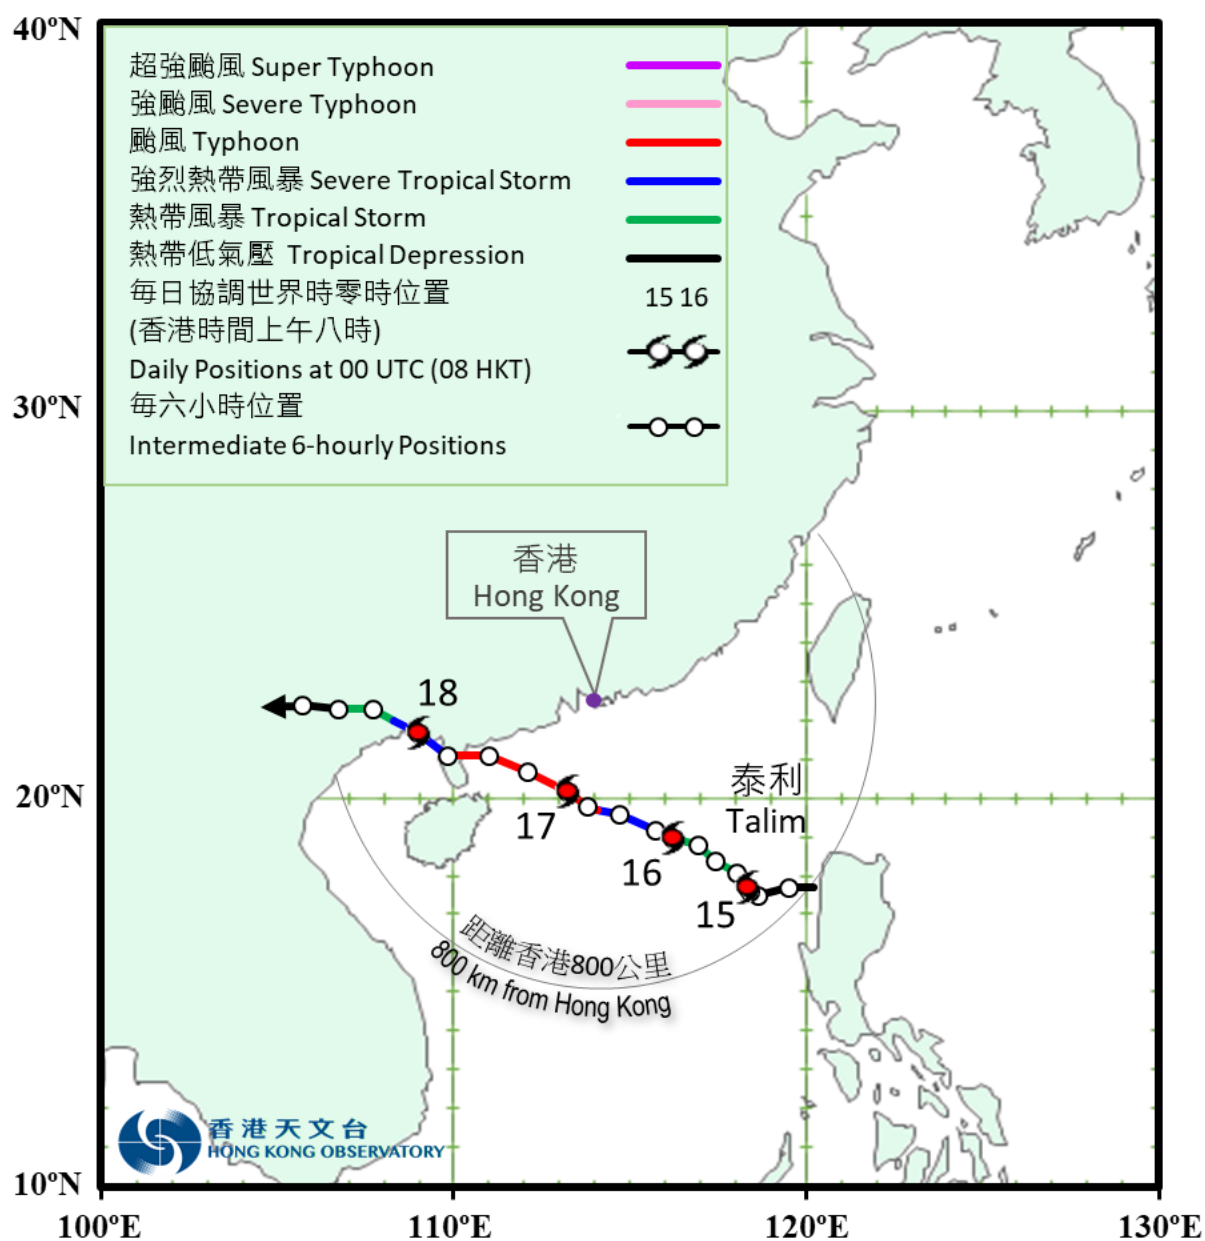 40ºN
超強颱風 Super Typhoon
強颱風 Severe Typhoon
颱風 Typhoon
強烈熱帶風暴 Severe Tropical Storm
熱帶風暴 Tropical Storm
熱帶低氣壓 Tropical Depression
每日協調世界時零時位置
15 16
(香港時間上午八時)
Daily Positions at 00 UTC (08 HKT)
每六小時位置
Intermediate 6-hourly Positions
30ºN
香港
Hong Kong
18
泰利
Talim
20ºN
17
16
15
距離香港800公里
800 km from Hong Kong
香港天文台
HONG KONG OBSERVATORY
10ºN
100ºE
110ºE
120ºE
130ºE